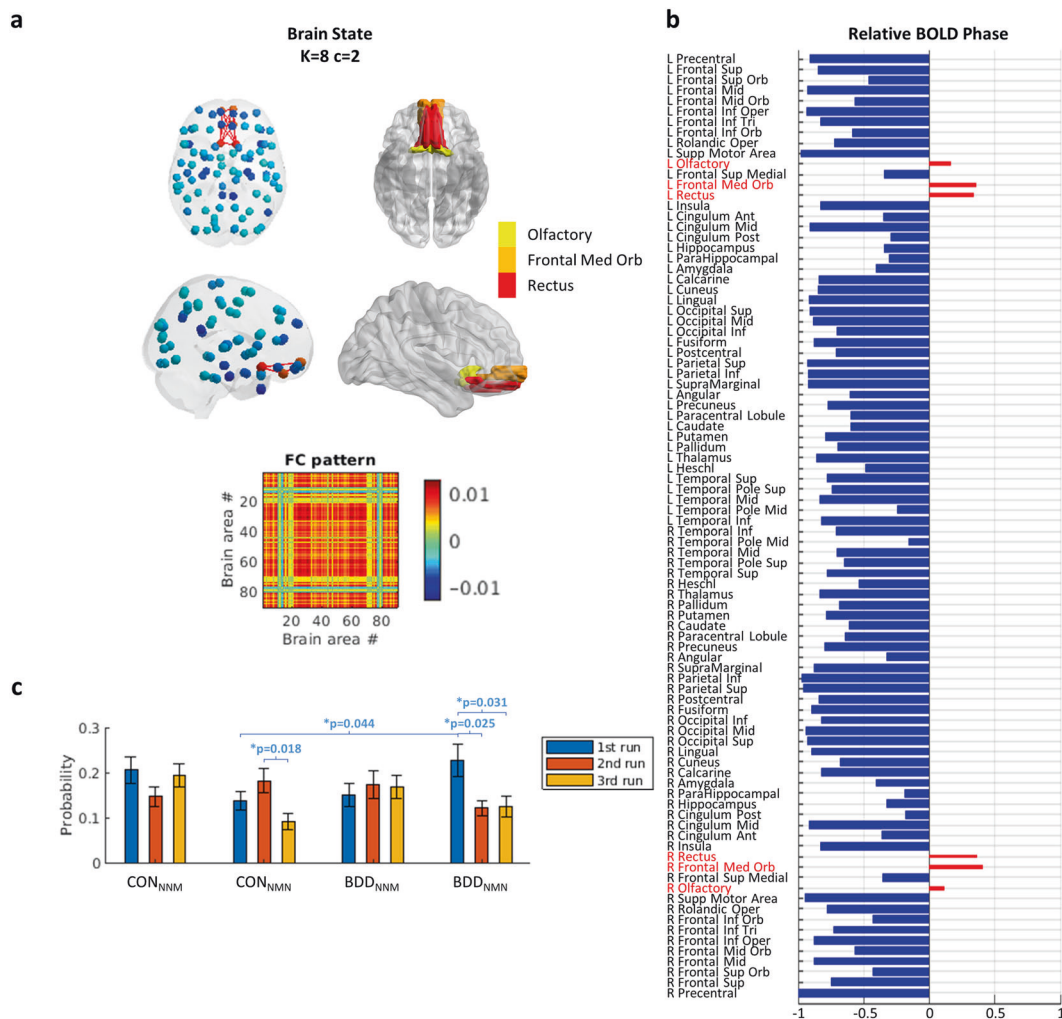 a
Brain State
K=8 c=2
Olfactory
Frontal Med Orb
Rectus
FC pattern
Brain area #
20
40
60
80
20 40 60 80
Brain area #
0.01
0
−0.01
b
Relative BOLD Phase
L Precentral
L Frontal Sup
L Frontal Sup Orb
L Frontal Mid
L Frontal Mid Orb
L Frontal Inf Oper
L Frontal Inf Tri
L Frontal Inf Orb
L Rolandic Oper
L Supp Motor Area
L Olfactory
L Frontal Sup Medial
L Frontal Med Orb
L Rectus
L Insula
L Cingulum Ant
L Cingulum Mid
L Cingulum Post
L Hippocampus
L ParaHippocampal
L Amygdala
L Calcarine
L Cuneus
L Lingual
L Occipital Sup
L Occipital Mid
L Occipital Inf
L Fusiform
L Postcentral
L Parietal Sup
L Parietal Inf
L SupraMarginal
L Angular
L Precuneus
L Paracentral Lobule
L Caudate
L Putamen
L Pallidum
L Thalamus
L Heschl
L Temporal Sup
L Temporal Pole Sup
L Temporal Mid
L Temporal Pole Mid
L Temporal Inf
R Temporal Inf
R Temporal Pole Mid
R Temporal Mid
R Temporal Pole Sup
R Temporal Sup
R Heschl
R Thalamus
R Pallidum
R Putamen
R Caudate
R Paracentral Lobule
R Precuneus
R Angular
R SupraMarginal
R Parietal Inf
R Parietal Sup
R Postcentral
R Fusiform
R Occipital Inf
R Occipital Mid
R Occipital Sup
R Lingual
R Cuneus
R Calcarine
R Amygdala
R ParaHippocampal
R Hippocampus
R Cingulum Post
R Cingulum Mid
R Cingulum Ant
R Insula
R Rectus
R Frontal Med Orb
R Frontal Sup Medial
R Olfactory
R Supp Motor Area
R Rolandic Oper
R Frontal Inf Orb
R Frontal Inf Tri
R Frontal Inf Oper
R Frontal Mid Orb
R Frontal Mid
R Frontal Sup Orb
R Frontal Sup
R Precentral
-1 -0.5 0 0.5 1
c
*p=0.031
*p=0.044 *p=0.025
*p=0.018
Probability
0.3
0.2
0.1
0
CONNNM CONNMN BDDNNM BDDNMN
1st run
2nd run
3rd run